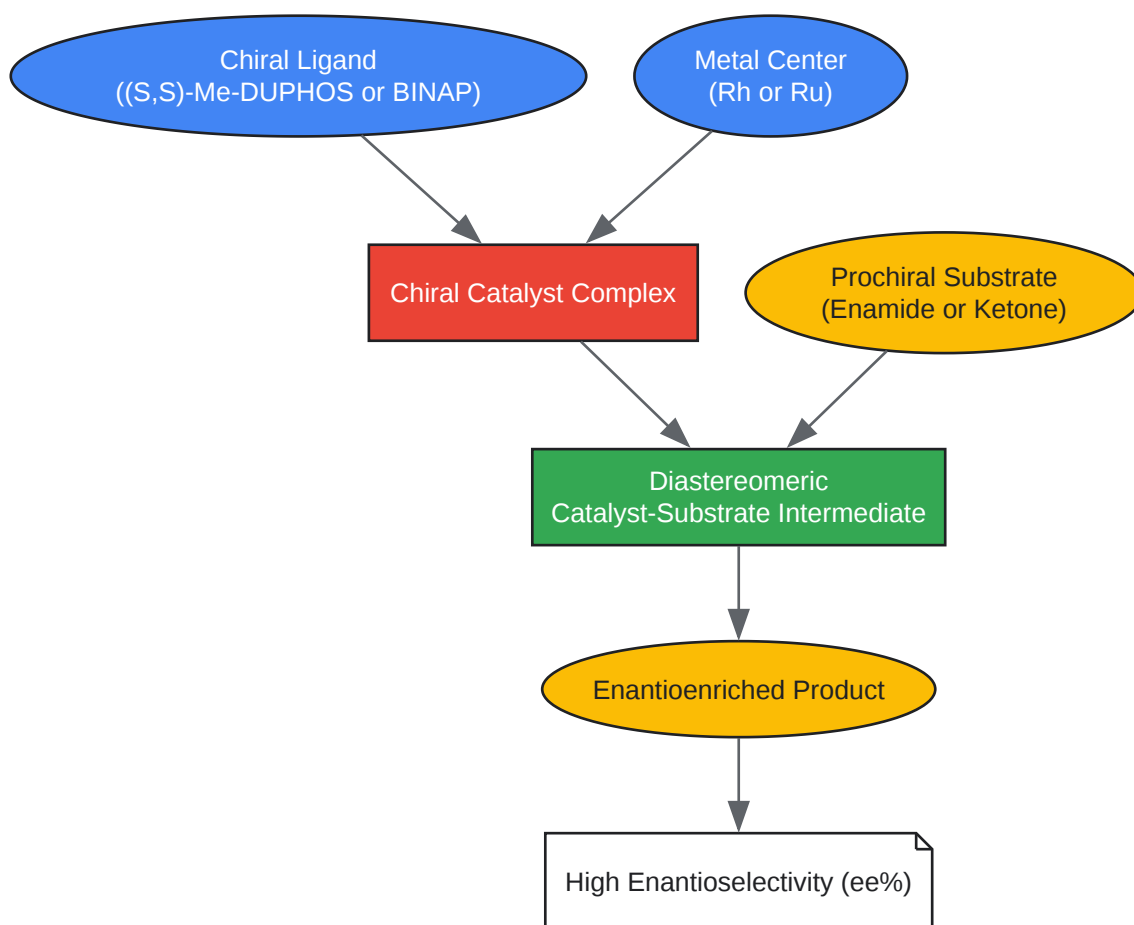 Chiral Ligand
((S,S)-Me-DUPHOS or BINAP)
Metal Center
(Rh or Ru)
Chiral Catalyst Complex
Prochiral Substrate
(Enamide or Ketone)
Diastereomeric
Catalyst-Substrate Intermediate
Enantioenriched Product
High Enantioselectivity (ee%)